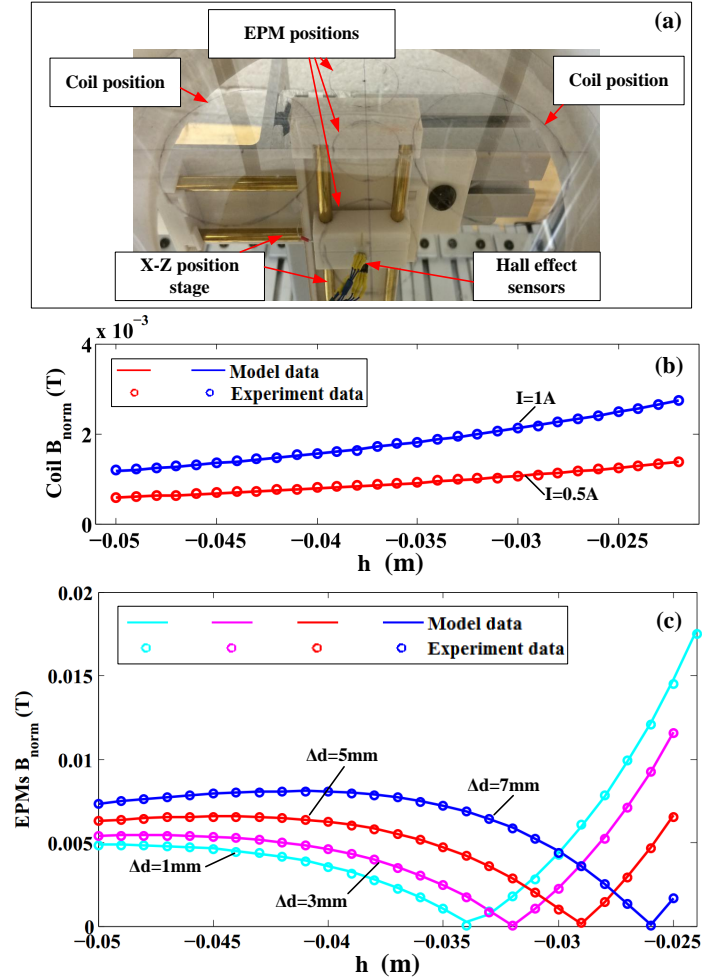 (a)
EPM positions
Coil position
Coil position
X-Z position
stage
Hall effect
sensors
x 10⁻³
4
2
0
Coil B_norm (T)
(b)
Model data
Experiment data
I=1A
I=0.5A
−0.05 −0.045 −0.04 −0.035 −0.03 −0.025
h (m)
0.02
0.015
0.01
0.005
0
EPMs B_norm (T)
(c)
Model data
Experiment data
Δd=5mm
Δd=7mm
Δd=1mm
Δd=3mm
−0.05 −0.045 −0.04 −0.035 −0.03 −0.025
h (m)